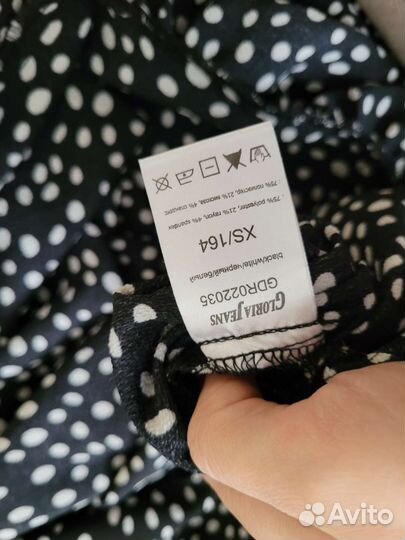 GLORIA JEANS
GDR022035
black/white/черный/белый
XS/164
75% polyester, 21% rayon, 4% spandex
75% полиэстер, 21% вискоза, 4% спандекс
Avito